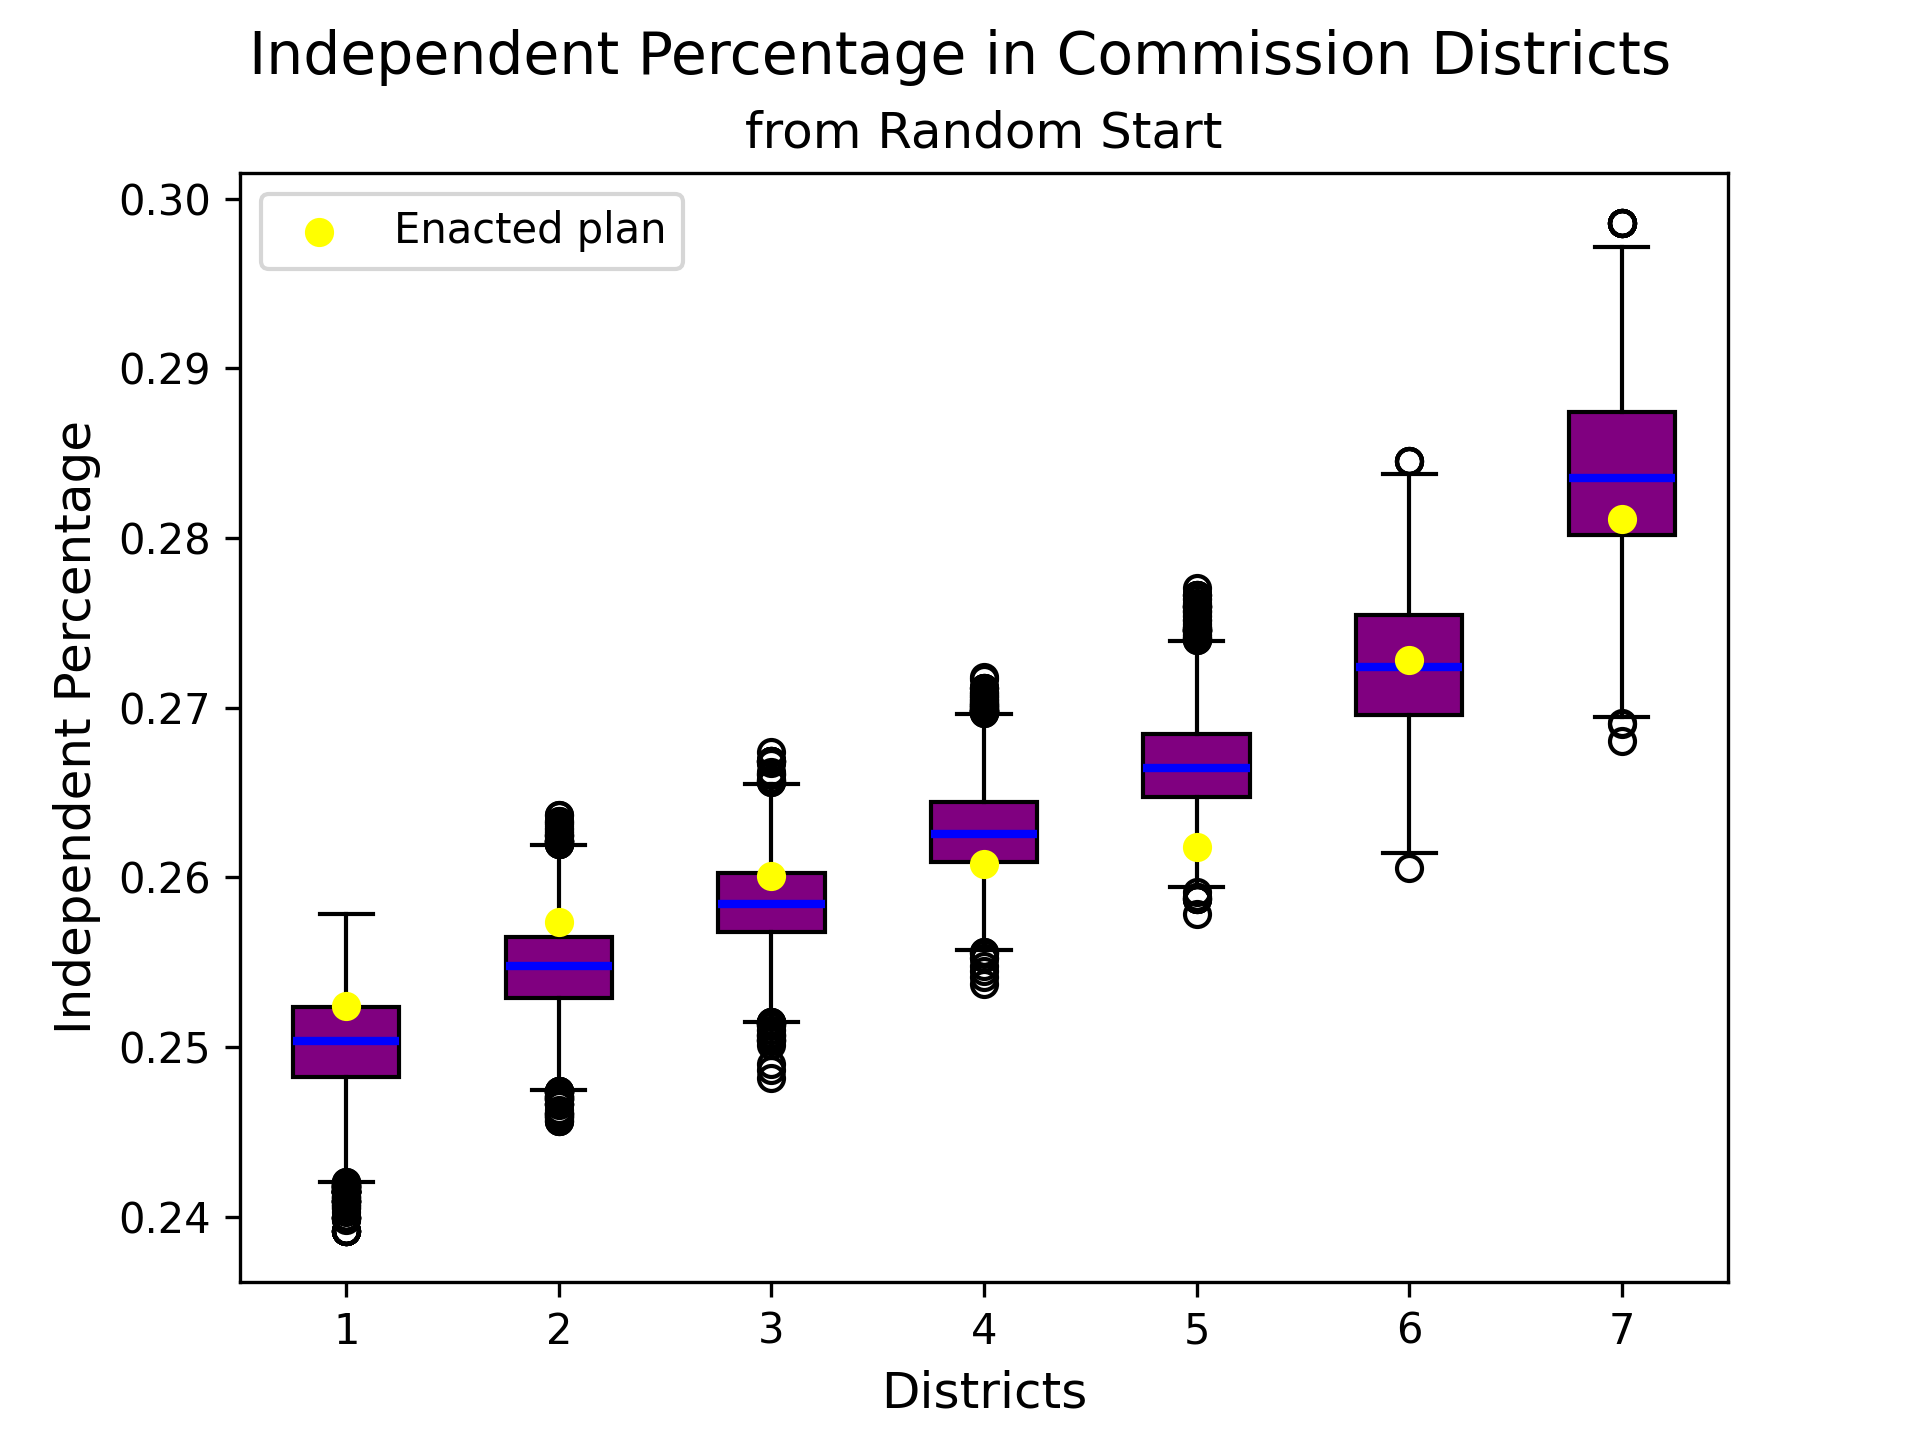 Independent Percentage in Commission Districts
from Random Start
Enacted plan
Independent Percentage
0.30
0.29
0.28
0.27
0.26
0.25
0.24
1 2 3 4 5 6 7
Districts